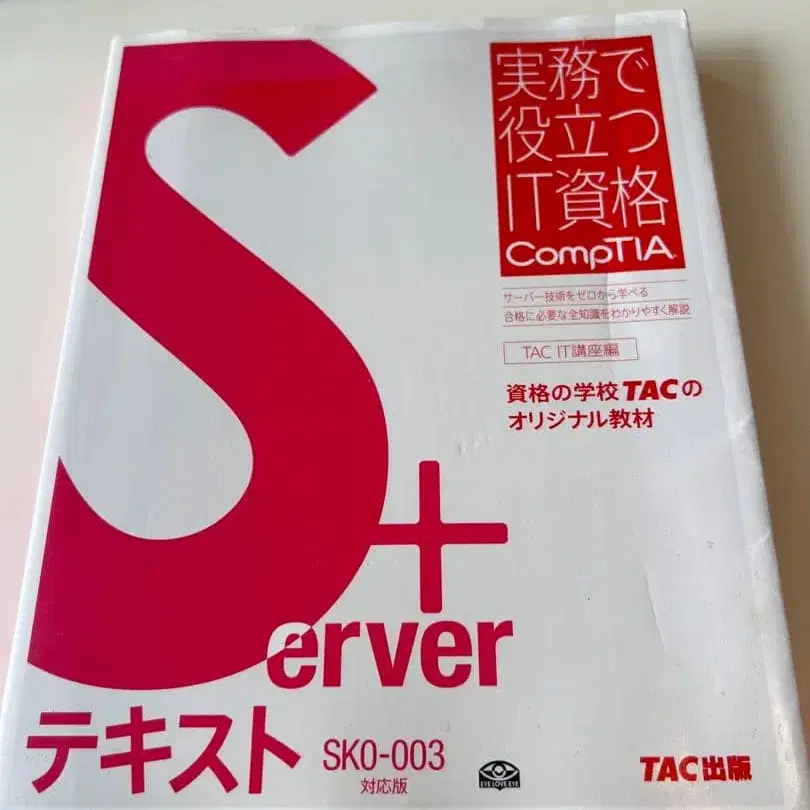 実務で
役立つ
IT資格
CompTIA
サーバー技術をゼロから学べる
合格に必要な全知識をわかりやすく解説
TAC IT講座編
資格の学校TACの
オリジナル教材
S+
erver
テキスト SK0-003
対応版
EYE LOVE EYE
TAC出版